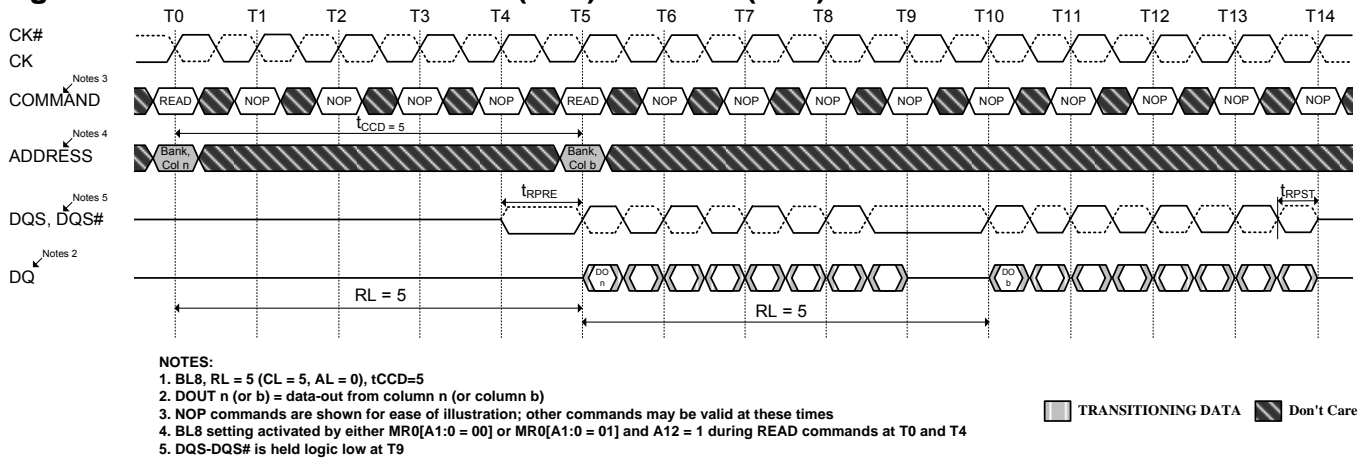 T0 T1 T2 T3 T4 T5 T6 T7 T8 T9 T10 T11 T12 T13 T14
CK#
CK
Notes 3
COMMAND READ NOP NOP NOP NOP READ NOP NOP NOP NOP NOP NOP NOP NOP NOP
tCCD = 5
Notes 4
ADDRESS Bank, Col n Bank, Col b
tRPRE tRPST
Notes 5
DQS, DQS#
Notes 2
DQ DO n DO b
RL = 5 RL = 5
NOTES:
1. BL8, RL = 5 (CL = 5, AL = 0), tCCD=5
2. DOUT n (or b) = data-out from column n (or column b)
3. NOP commands are shown for ease of illustration; other commands may be valid at these times
4. BL8 setting activated by either MR0[A1:0 = 00] or MR0[A1:0 = 01] and A12 = 1 during READ commands at T0 and T4
5. DQS-DQS# is held logic low at T9
TRANSITIONING DATA Don't Care